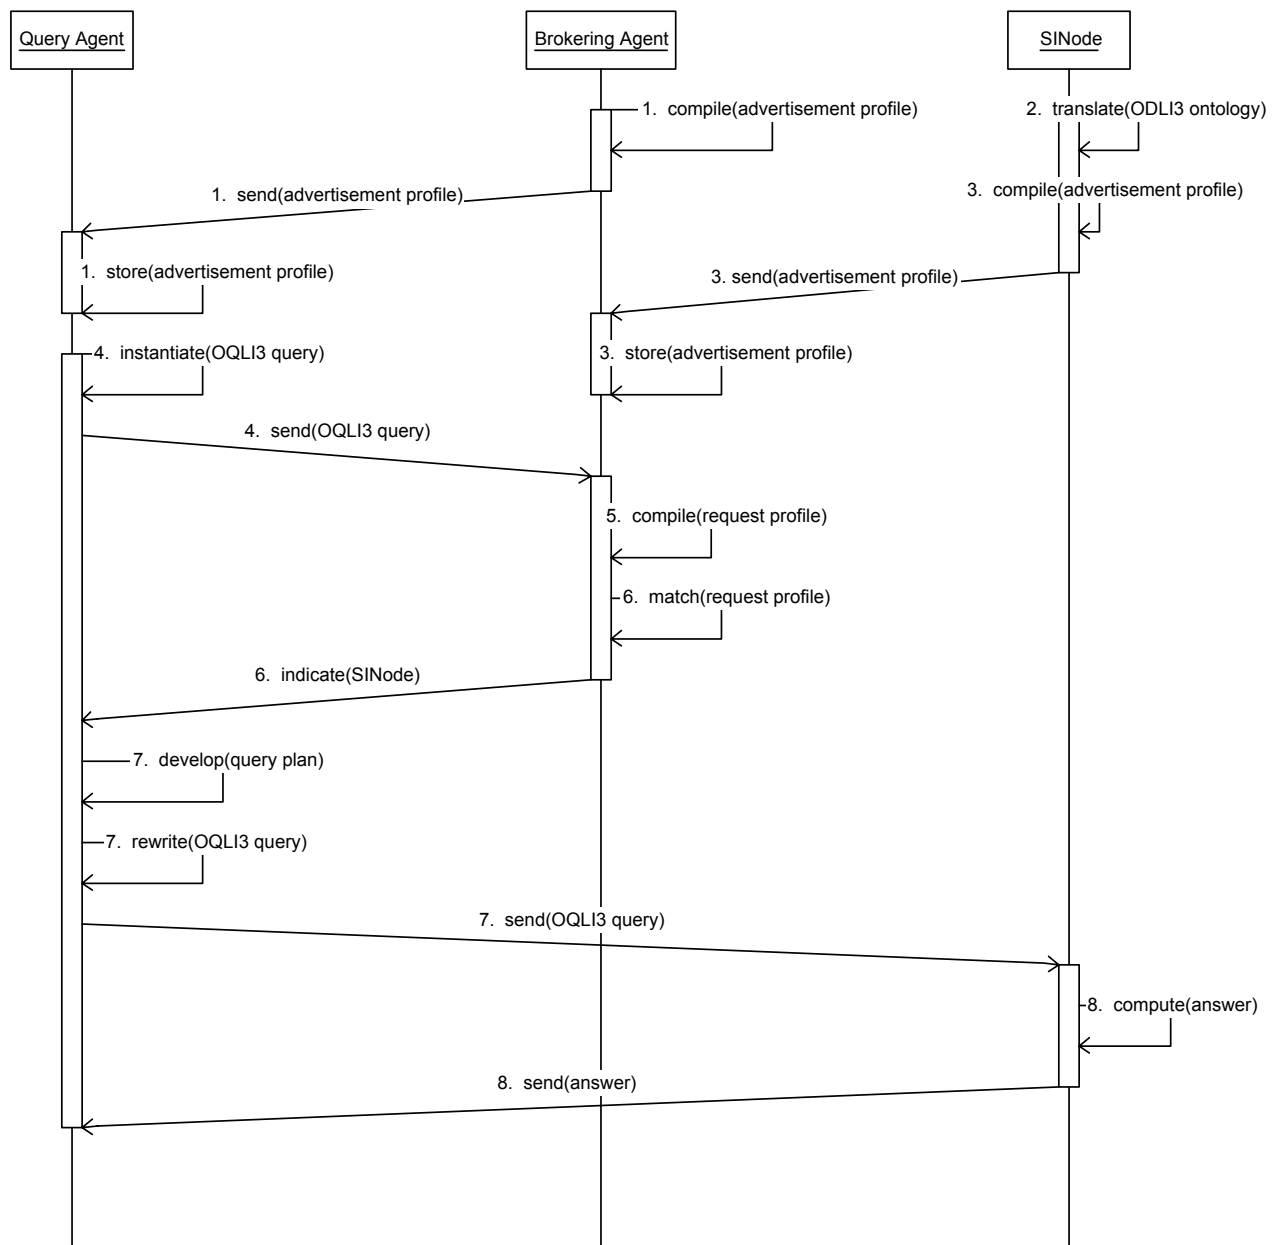 Query Agent
Brokering Agent
SINode
1. compile(advertisement profile)
2. translate(ODLI3 ontology)
1. send(advertisement profile)
3. compile(advertisement profile)
1. store(advertisement profile)
3. send(advertisement profile)
4. instantiate(OQLI3 query)
3. store(advertisement profile)
4. send(OQLI3 query)
5. compile(request profile)
6. match(request profile)
6. indicate(SINode)
7. develop(query plan)
7. rewrite(OQLI3 query)
7. send(OQLI3 query)
8. compute(answer)
8. send(answer)